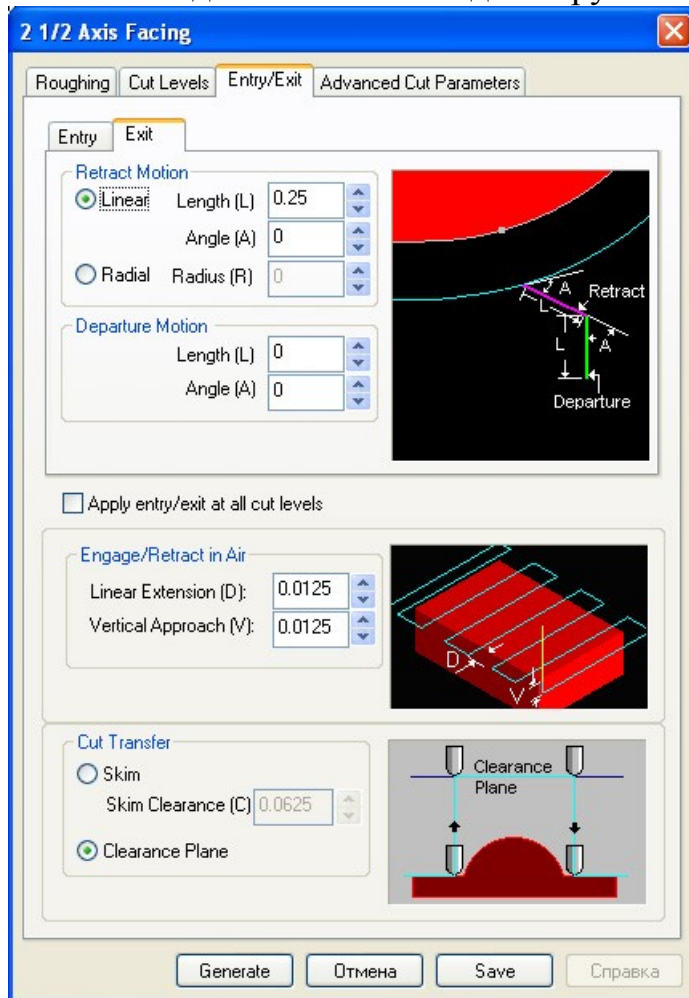 2 1/2 Axis Facing
Roughing Cut Levels Entry/Exit Advanced Cut Parameters
Entry Exit
Retract Motion
Linear Length (L) 0.25
Angle (A) 0
Radial Radius (R) 0
A Retract
L
L A
Departure
Departure Motion
Length (L) 0
Angle (A) 0
Apply entry/exit at all cut levels
Engage/Retract in Air
Linear Extension (D): 0.0125
Vertical Approach (V): 0.0125
D
V
Cut Transfer
Skim
Skim Clearance (C) 0.0625
Clearance Plane
Clearance
Plane
Generate Отмена Save Справка